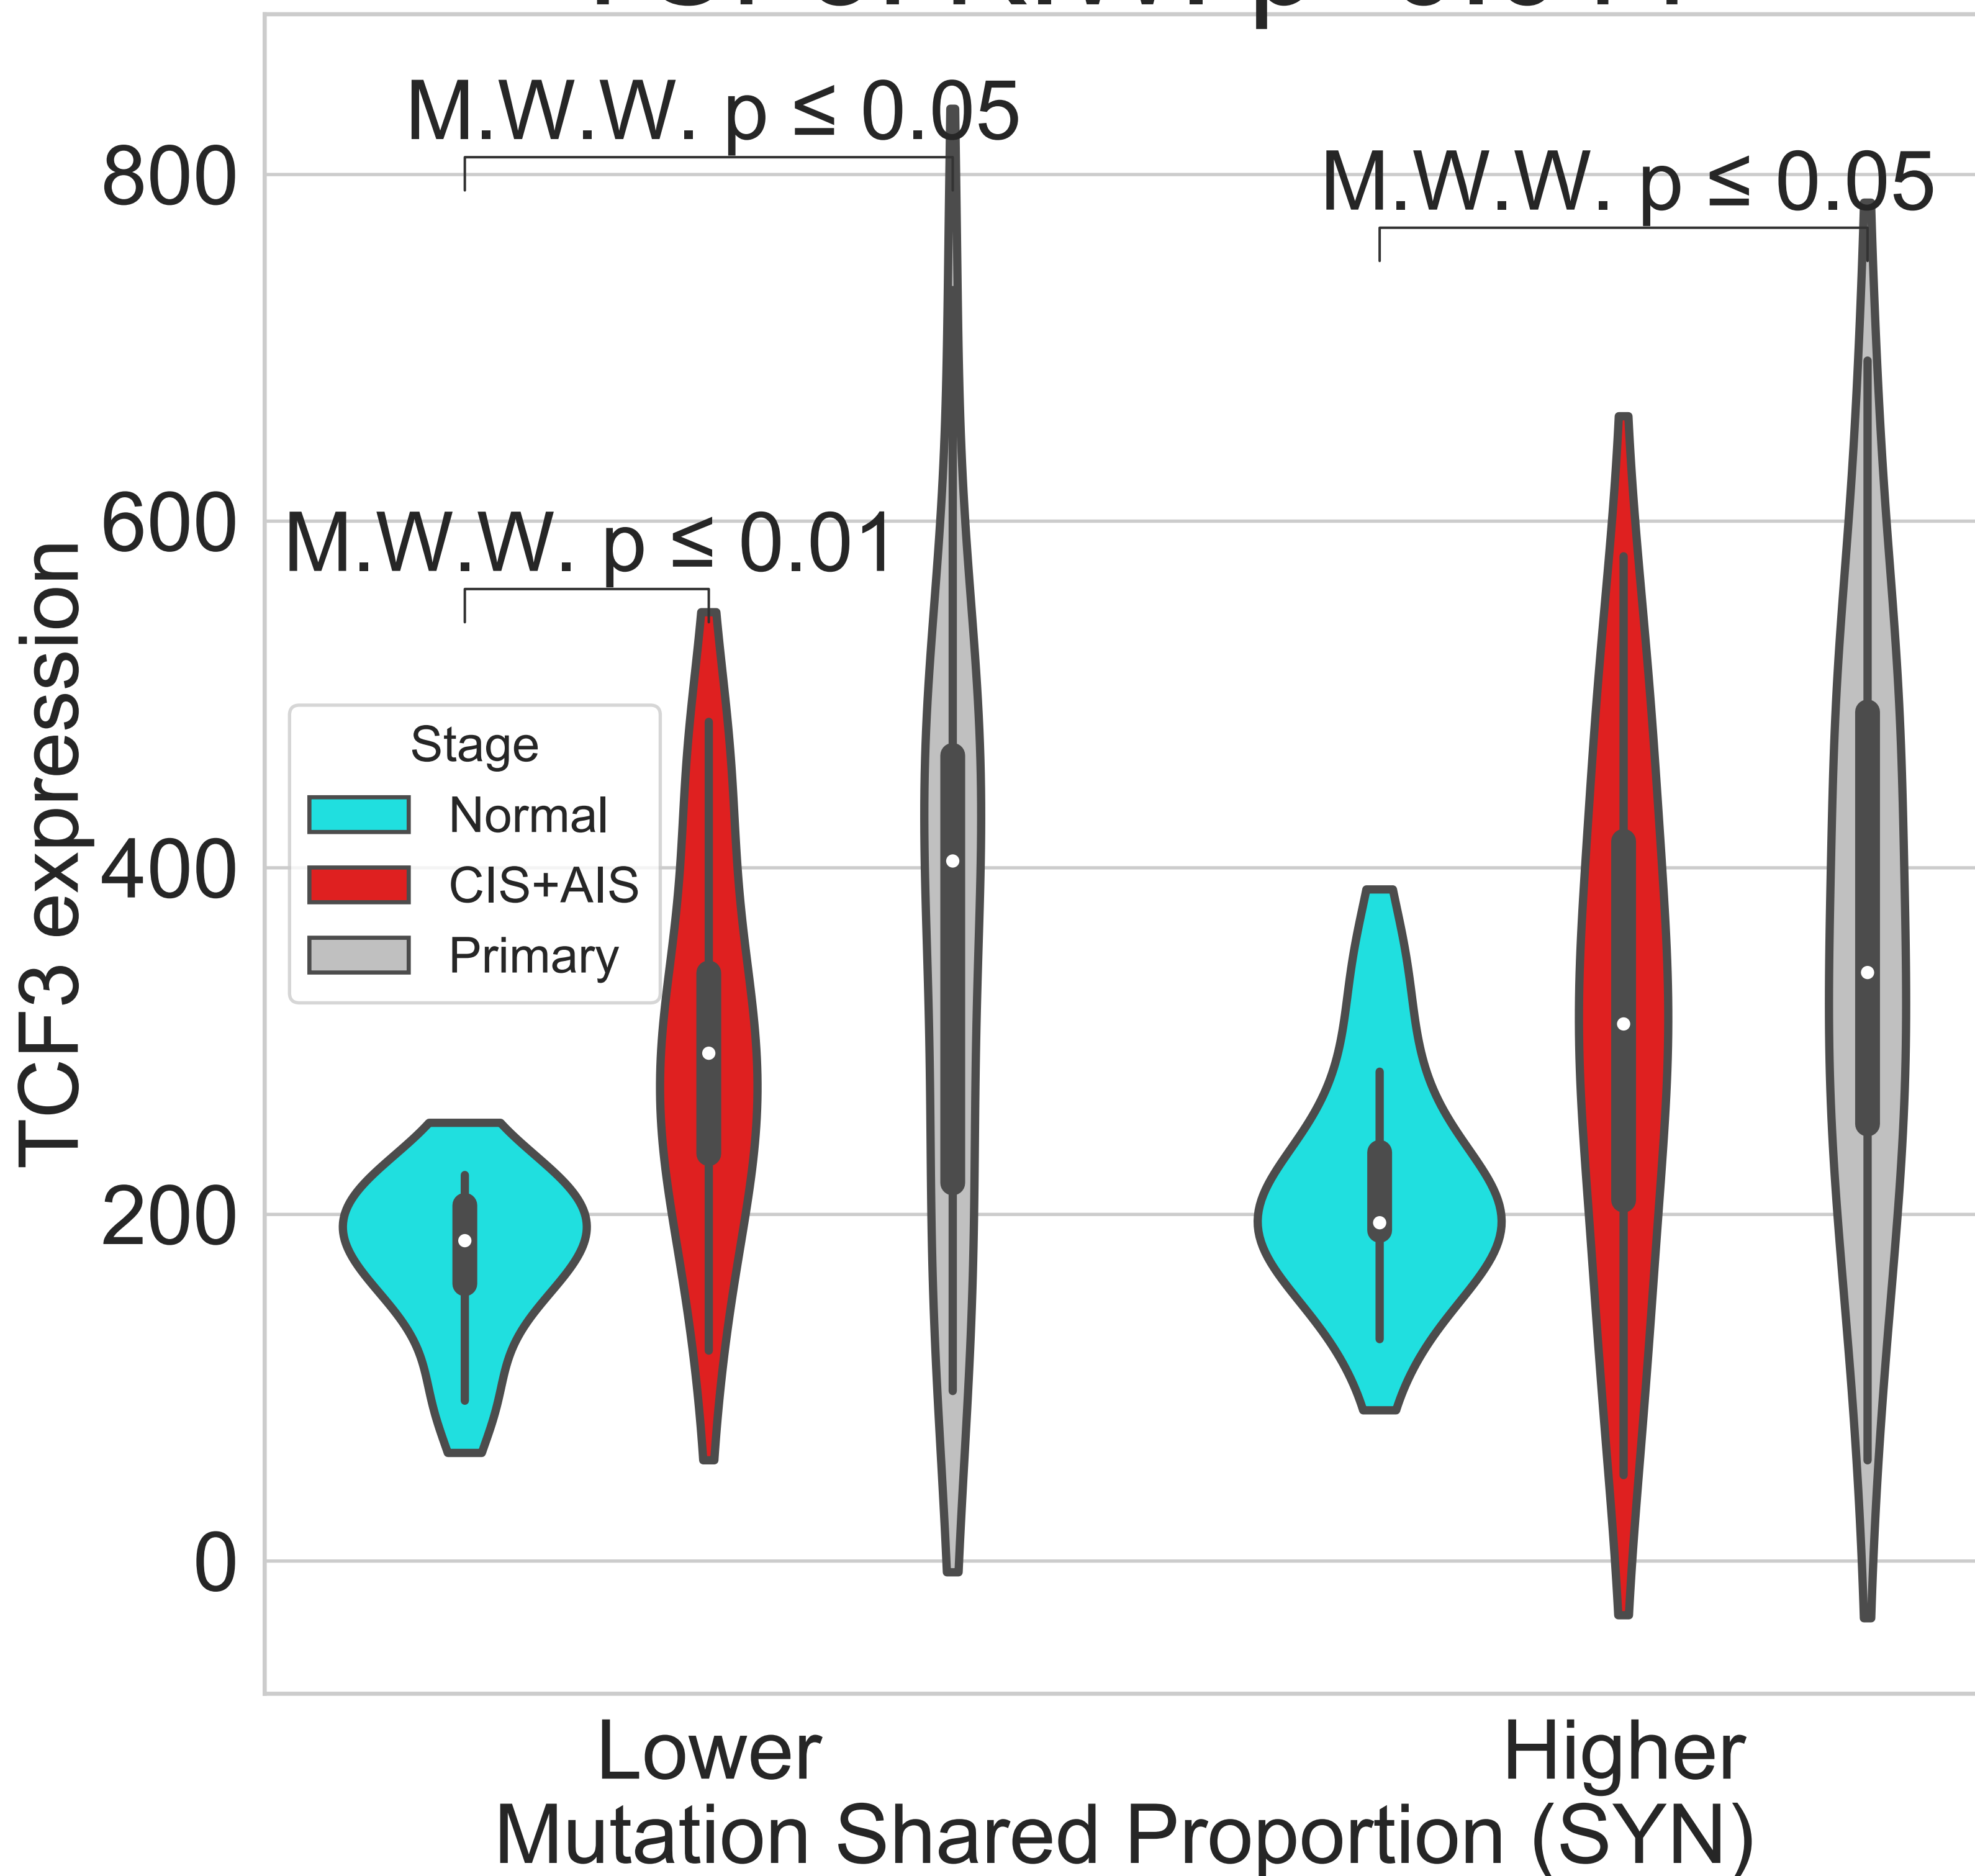 M.W.W. p ≤ 0.05
M.W.W. p ≤ 0.05
M.W.W. p ≤ 0.01
800
600
400
200
0
TCF3 expression
Stage
Normal
CIS+AIS
Primary
Lower
Higher
Mutation Shared Proportion (SYN)